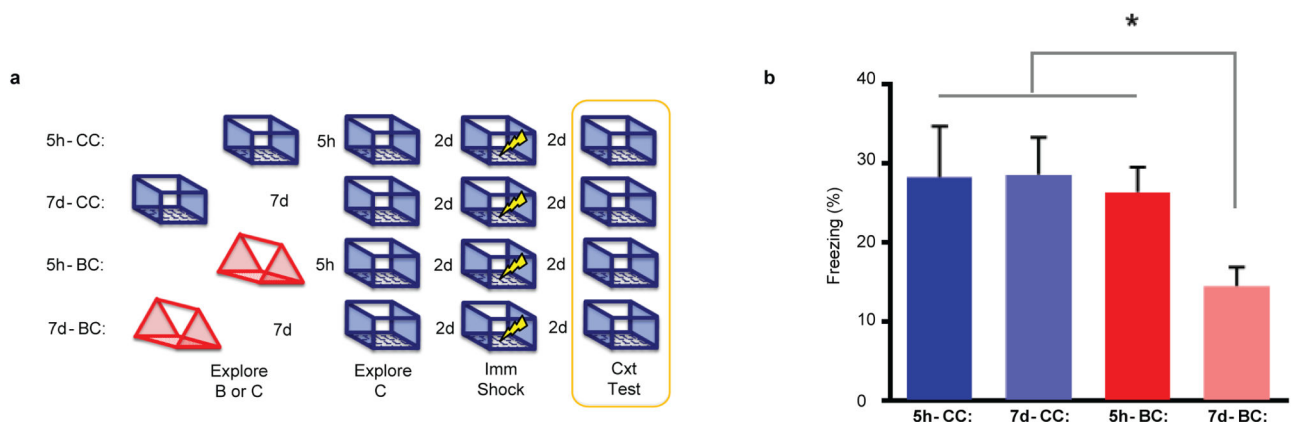 a
5h- CC:
5h
2d
2d
7d- CC:
7d
2d
2d
5h- BC:
5h
2d
2d
7d- BC:
7d
2d
2d
Explore
B or C
Explore
C
Imm
Shock
Cxt
Test
b
*
Freezing (%)
40
30
20
10
0
5h- CC:
7d- CC:
5h- BC:
7d- BC: